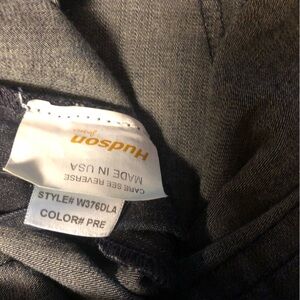 Hudson
Jeans
MADE IN USA
CARE SEE REVERSE
STYLE# W376DLA
COLOR# PRE